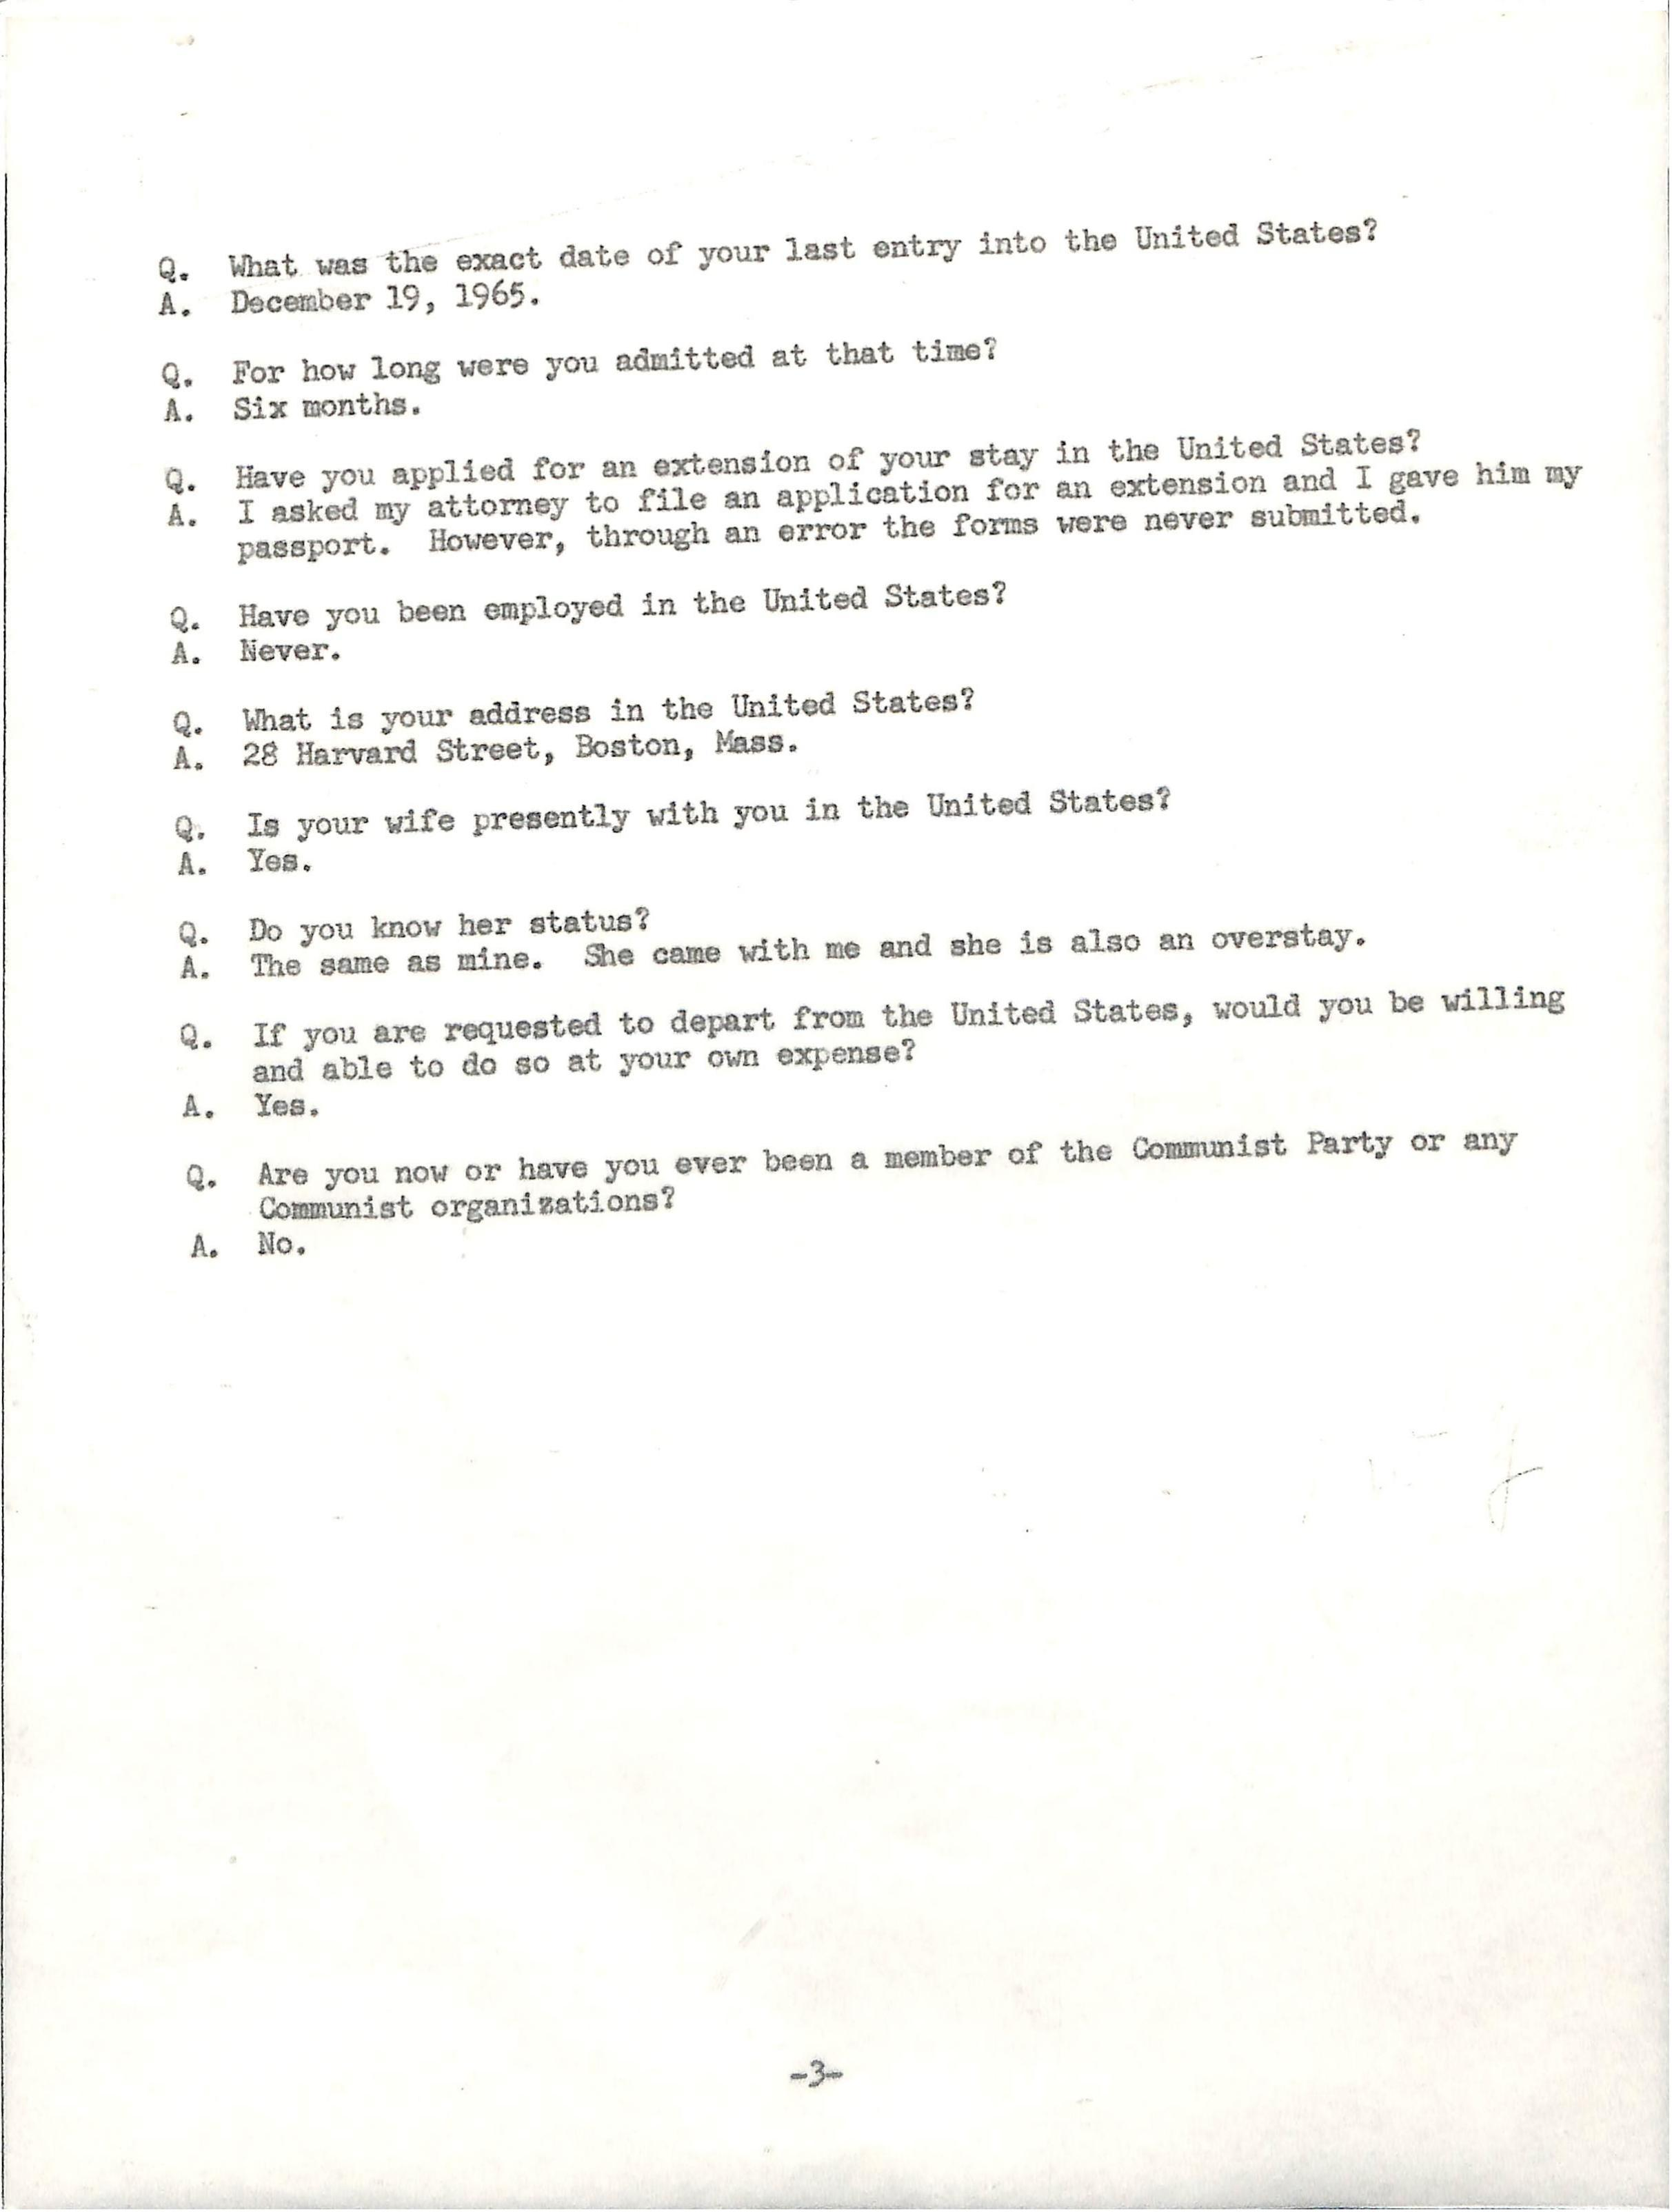 Q. What was the exact date of your last entry into the United States?
A. December 19, 1965.
Q. For how long were you admitted at that time?
A. Six months.
Q. Have you applied for an extension of your stay in the United States?
A. I asked my attorney to file an application for an extension and I gave him my
passport. However, through an error the forms were never submitted.
Q. Have you been employed in the United States?
A. Never.
Q. What is your address in the United States?
A. 28 Harvard Street, Boston, Mass.
Q. Is your wife presently with you in the United States?
A. Yes.
Q. Do you know her status?
A. The same as mine. She came with me and she is also an overstay.
Q. If you are requested to depart from the United States, would you be willing
and able to do so at your own expense?
A. Yes.
Q. Are you now or have you ever been a member of the Communist Party or any
Communist organizations?
A. No.
-3-